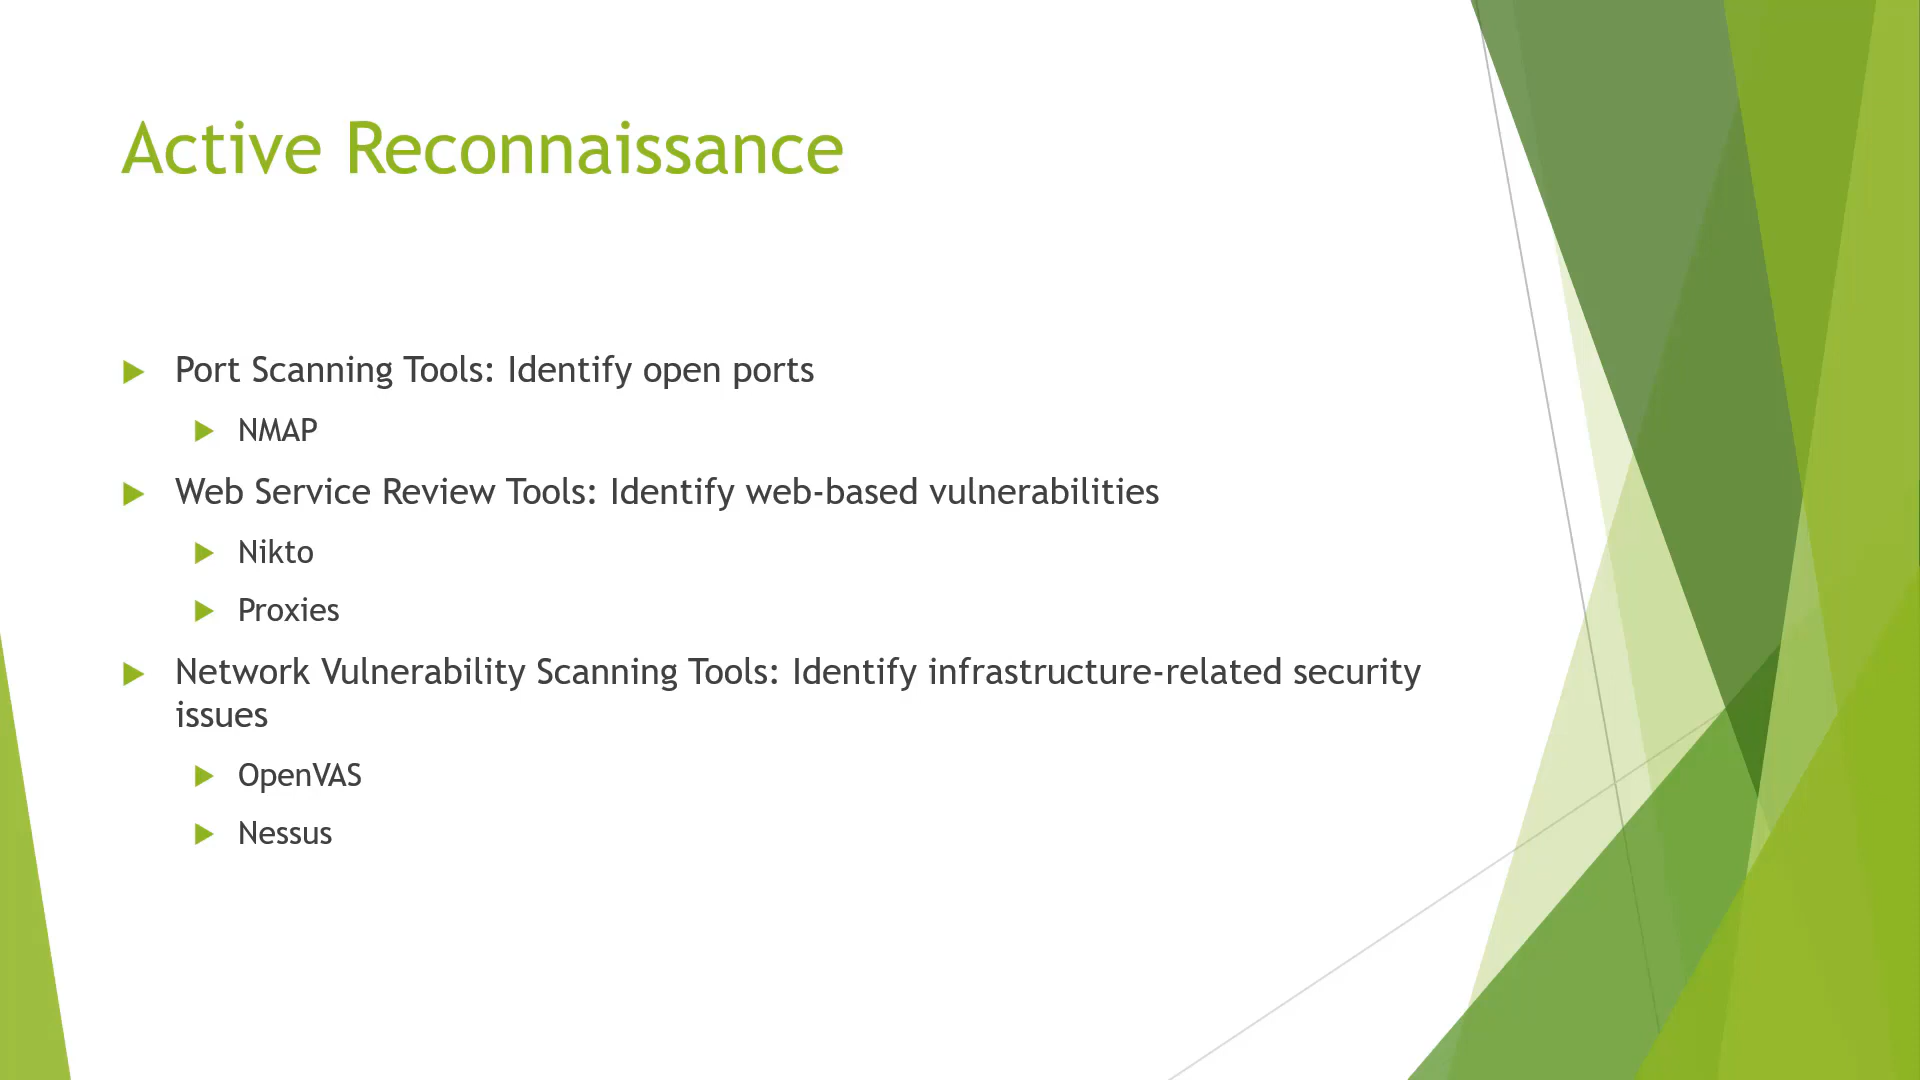 Active Reconnaissance
Port Scanning Tools: Identify open ports
NMAP
Web Service Review Tools: Identify web-based vulnerabilities
Nikto
Proxies
Network Vulnerability Scanning Tools: Identify infrastructure-related security
issues
OpenVAS
Nessus